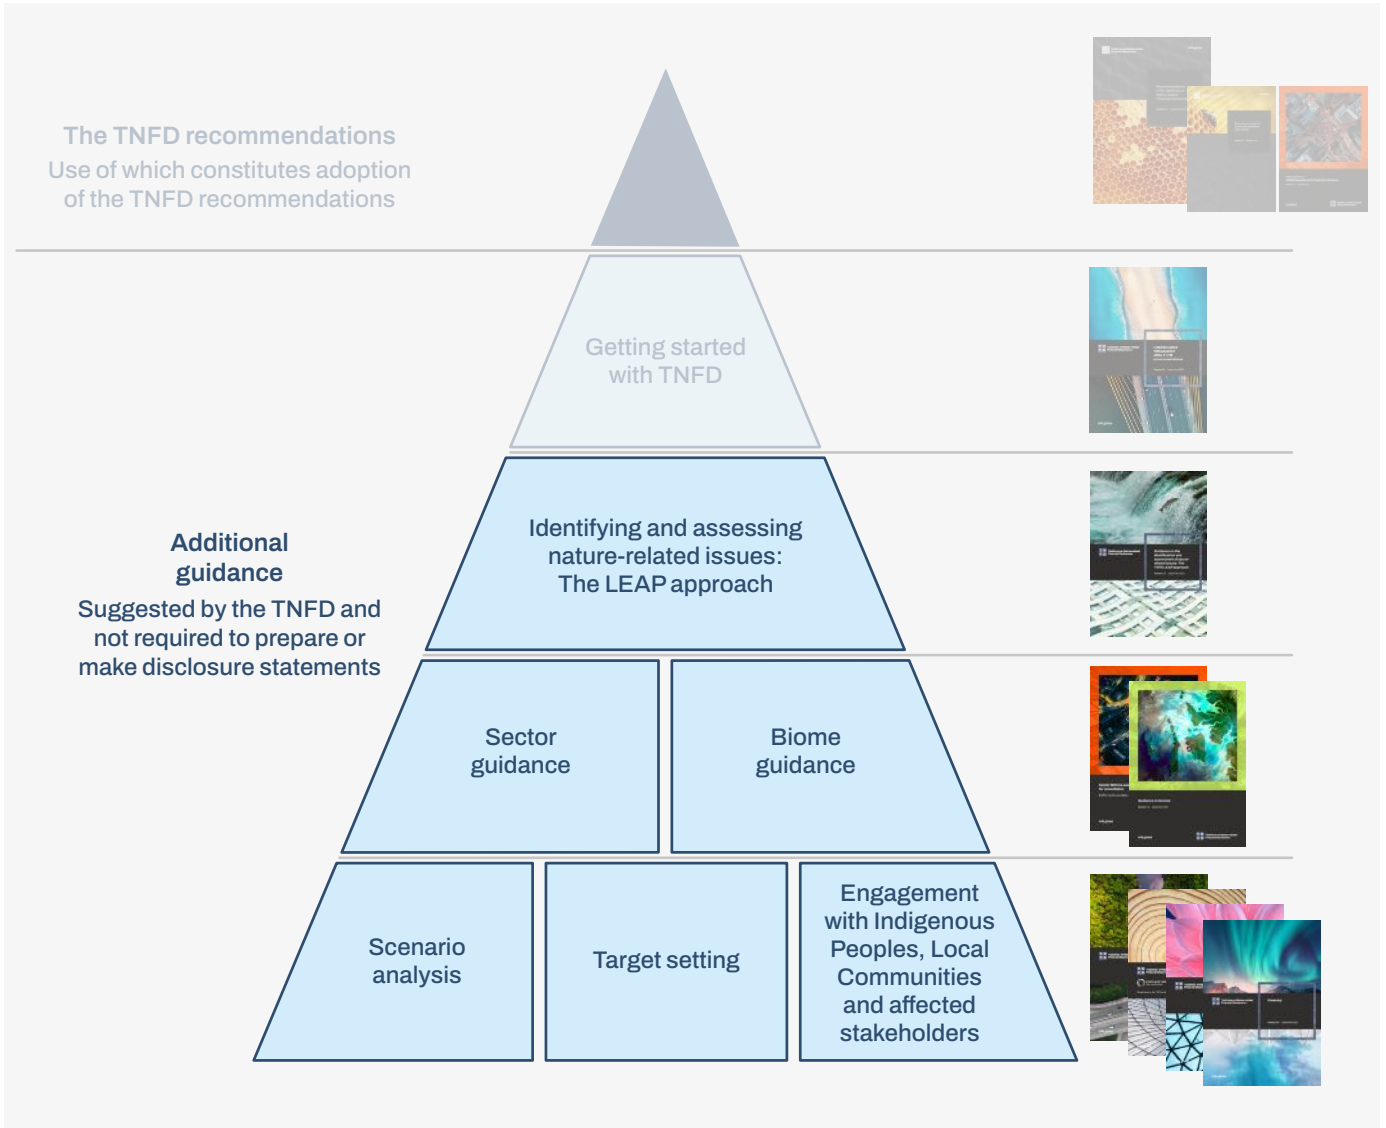 The TNFD recommendations
Use of which constitutes adoption
of the TNFD recommendations
Getting started
with TNFD
Additional
guidance
Suggested by the TNFD and
not required to prepare or
make disclosure statements
Identifying and assessing
nature-related issues:
The LEAP approach
Sector
guidance
Biome
guidance
Scenario
analysis
Target setting
Engagement
with Indigenous
Peoples, Local
Communities
and affected
stakeholders